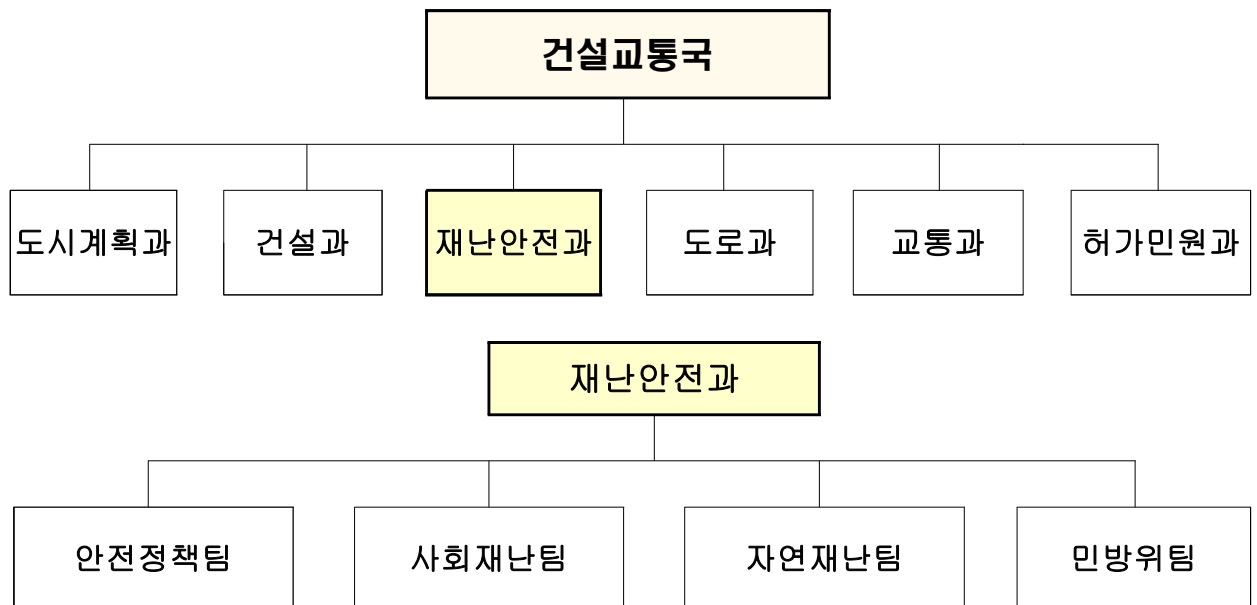 건설교통국
도시계획과 건설과 재난안전과 도로과 교통과 허가민원과
재난안전과
안전정책팀 사회재난팀 자연재난팀 민방위팀